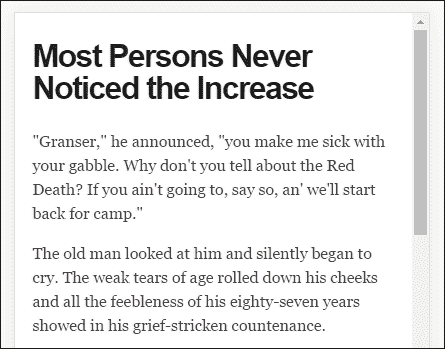 Most Persons Never
Noticed the Increase
"Granser," he announced, "you make me sick with
your gabble. Why don't you tell about the Red
Death? If you ain't going to, say so, an' we'll start
back for camp."
The old man looked at him and silently began to
cry. The weak tears of age rolled down his cheeks
and all the feebleness of his eighty-seven years
showed in his grief-stricken countenance.